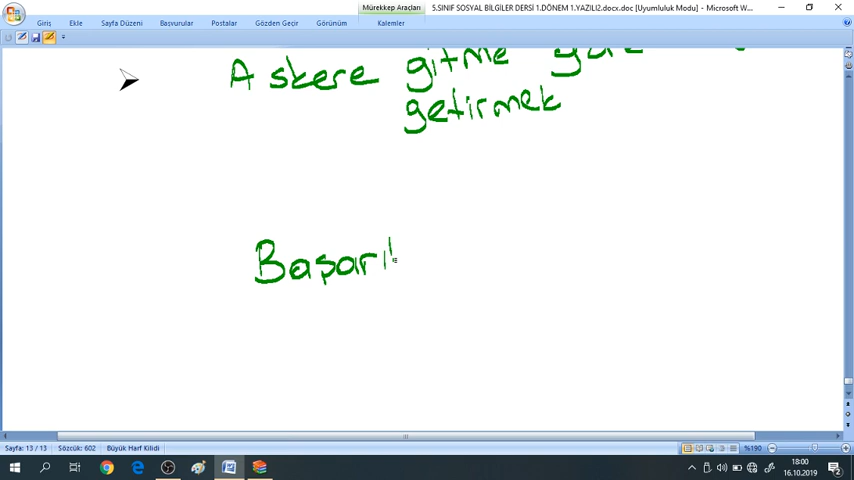 Mürekkep Araçları
5.SINIF SOSYAL BİLGİLER DERSİ 1.DÖNEM 1.YAZILI2.docx.doc [Uyumluluk Modu] - Microsoft W...
Giriş Ekle Sayfa Düzeni Başvurular Postalar Gözden Geçir Görünüm Kalemler
Askere gitme
getirmek
Başarıl
Sayfa: 13 / 13 Sözcük: 602 Büyük Harf Kilidi %190
18:00
16.10.2019
2